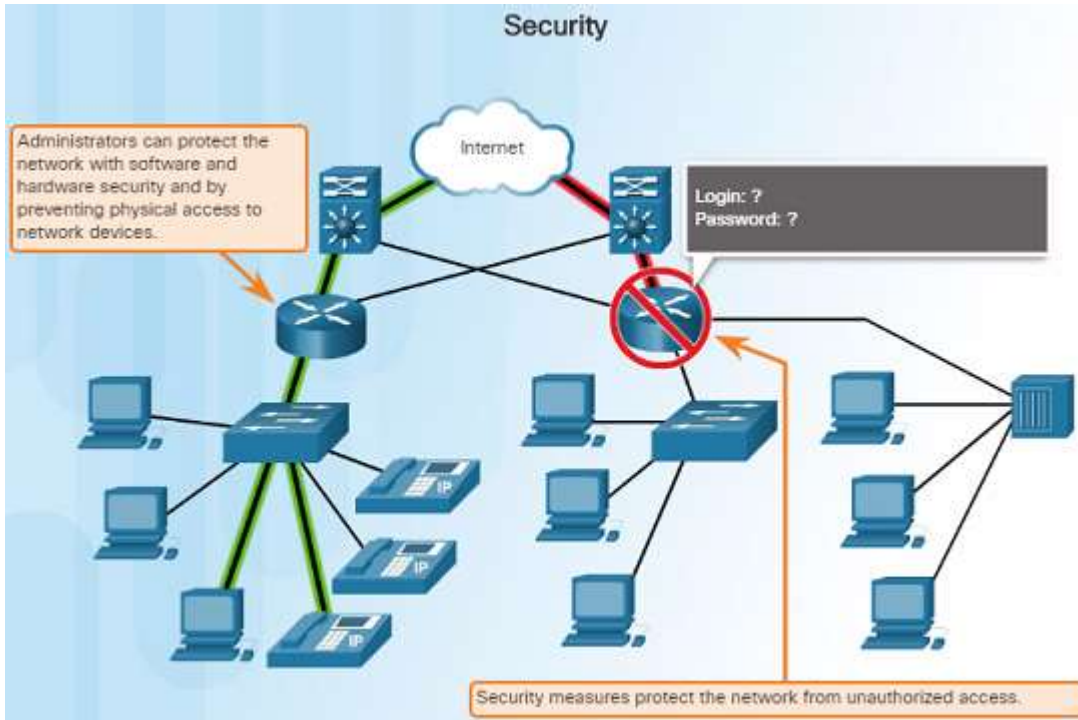 Security
Administrators can protect the
network with software and
hardware security and by
preventing physical access to
network devices.
Internet
Login: ?
Password: ?
IP
IP
IP
Security measures protect the network from unauthorized access.